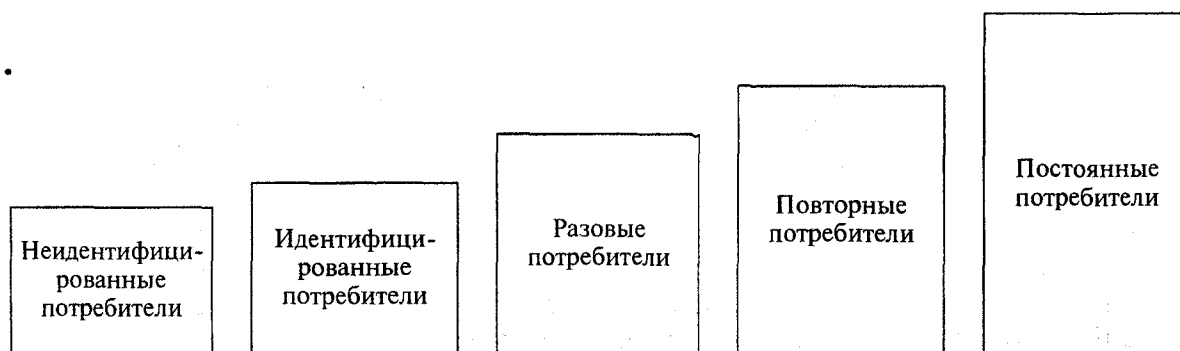 Неидентифици-
рованные
потребители
Идентифици-
рованные
потребители
Разовые
потребители
Повторные
потребители
Постоянные
потребители